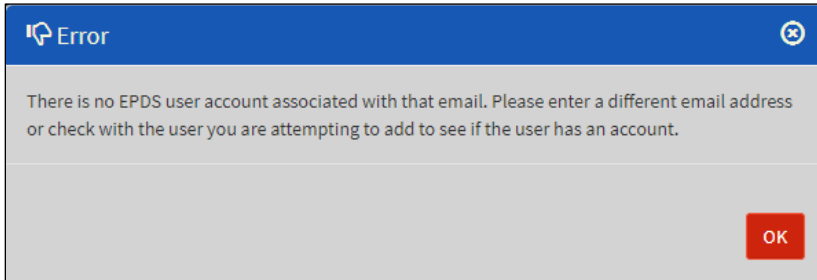 Error
There is no EPDS user account associated with that email. Please enter a different email address
or check with the user you are attempting to add to see if the user has an account.
OK